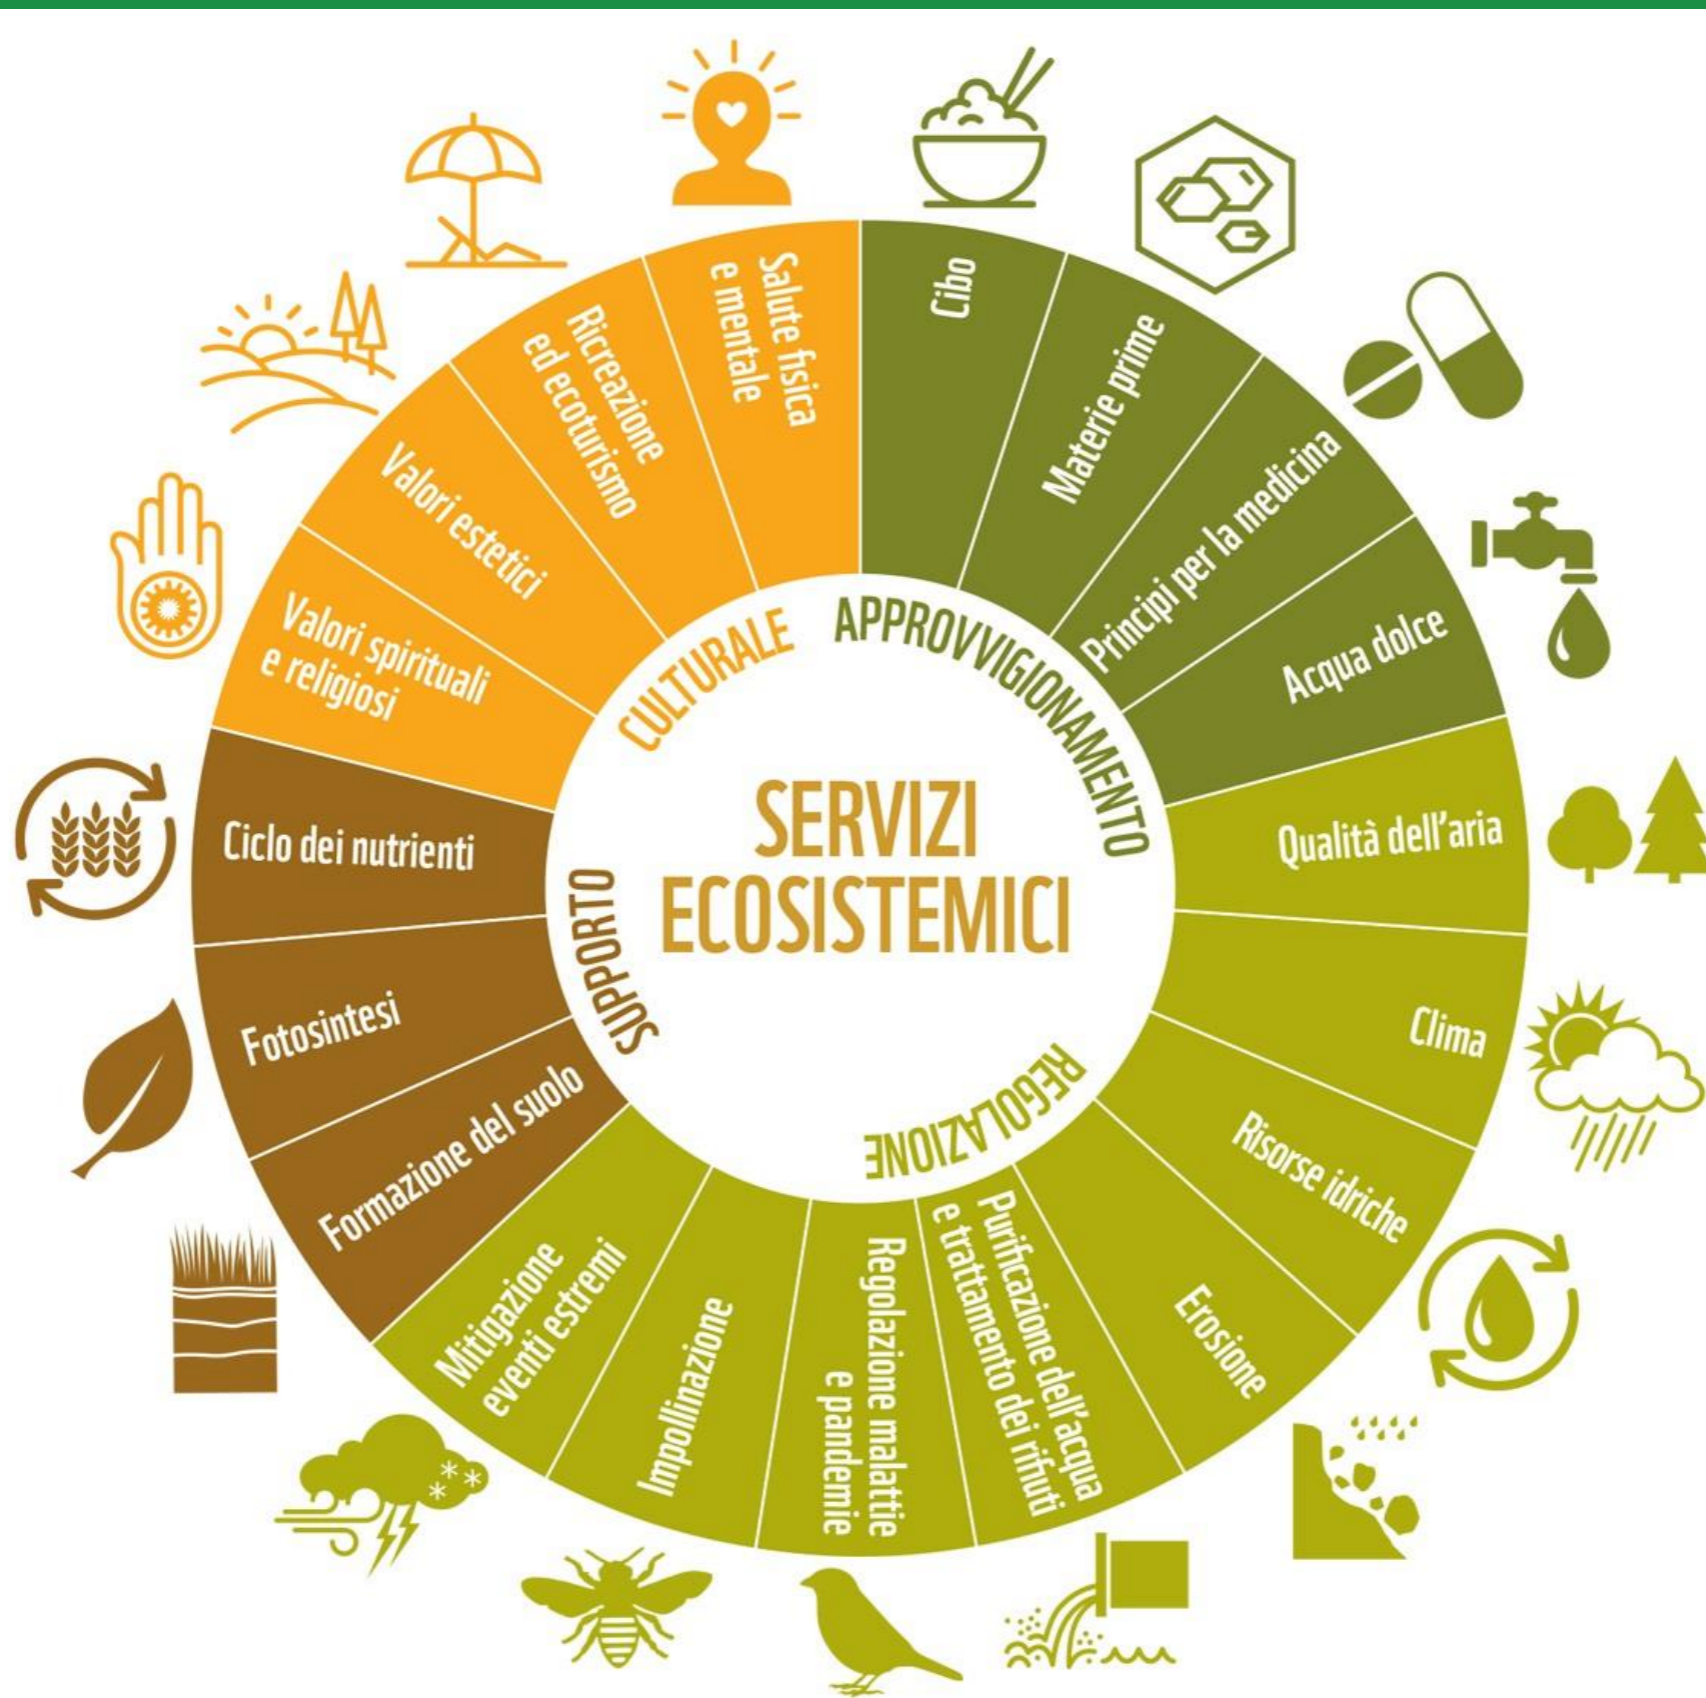 SERVIZI
ECOSISTEMICI
APPROVVIGIONAMENTO
Cibo
Materie prime
Principi per la medicina
Acqua dolce
REGOLAZIONE
Qualità dell'aria
Clima
Risorse idriche
Erosione
Purificazione dell'acqua
e trattamento dei rifiuti
Regolazione malattie
e pandemie
Impollinazione
Mitigazione
eventi estremi
SUPPORTO
Formazione del suolo
Fotosintesi
Ciclo dei nutrienti
CULTURALE
Valori spirituali
e religiosi
Valori estetici
Ricreazione
ed ecoturismo
Salute fisica
e mentale